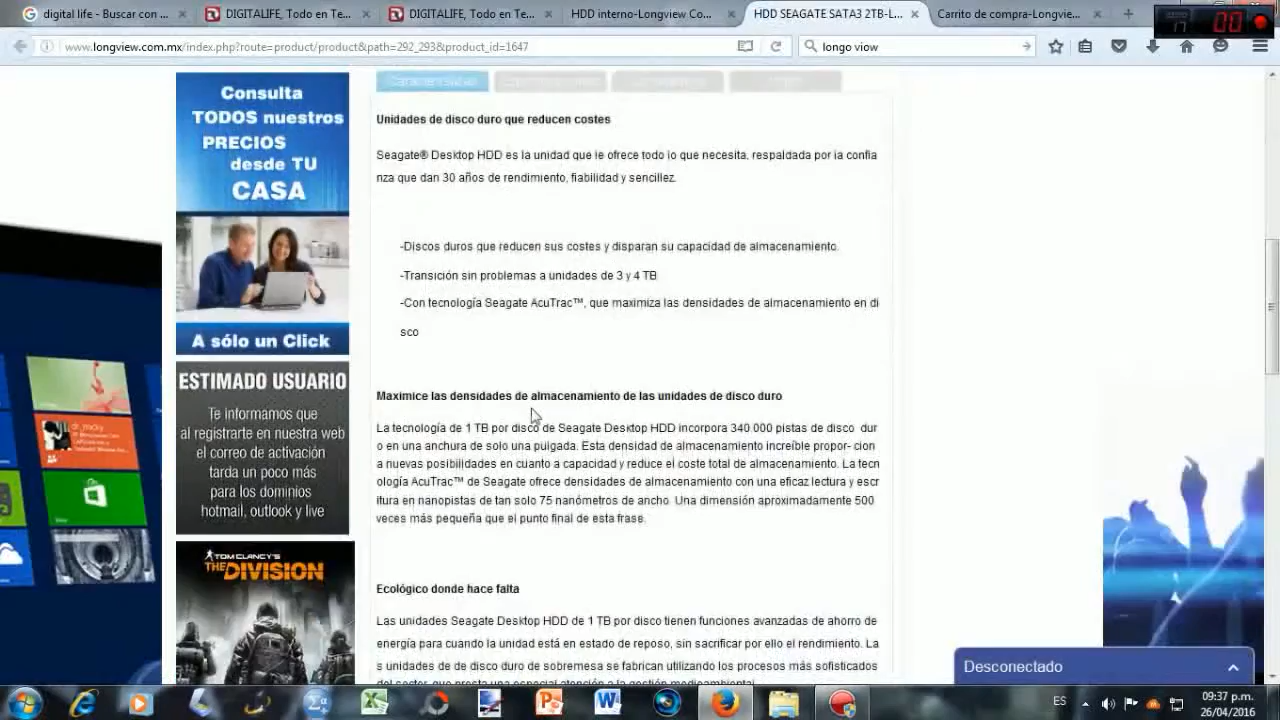 digital life - Buscar con
DIGITALIFE, Todo en Te...
DIGITALIFE Todo en res...
HDD interno-Longview (o...
HDD SEAGATE SATA3 2TB-L...
Carrito de compra-Longvie...
www.longview.com.mx/index.php?route=product/product&path=292_293&product_id=
longo view
17
00
Consulta
TODOS nuestros
PRECIOS
desde TU
CASA
A sólo un Click
ESTIMADO USUARIO
Te informamos que
al registrarte en nuestra web
el correo de activación
tarda un poco más
para los dominios
hotmail, outlook y live
TOM CLANCY'S
THE DIVISION
Unidades de disco duro que reducen costes
Seagate® Desktop HDD es la unidad que le ofrece todo lo que necesita, respaldada por la confia
nza que dan 30 años de rendimiento, fiabilidad y sencillez.
-Discos duros que reducen sus costes y disparan su capacidad de almacenamiento.
-Transición sin problemas a unidades de 3 y 4 TB
-Con tecnología Seagate AcuTrac™, que maximiza las densidades de almacenamiento en di
sco
Maximice las densidades de almacenamiento de las unidades de disco duro
La tecnología de 1 TB por disco de Seagate Desktop HDD incorpora 340 000 pistas de disco dur
o en una anchura de solo una pulgada. Esta densidad de almacenamiento increíble propor- cion
a nuevas posibilidades en cuanto a capacidad y reduce el coste total de almacenamiento. La tecn
ología AcuTrac™ de Seagate ofrece densidades de almacenamiento con una eficaz lectura y escr
itura en nanopistas de tan solo 75 nanómetros de ancho. Una dimensión aproximadamente 500
veces más pequeña que el punto final de esta frase.
Ecológico donde hace falta
Las unidades Seagate Desktop HDD de 1 TB por disco tienen funciones avanzadas de ahorro de
energía para cuando la unidad está en estado de reposo, sin sacrificar por ello el rendimiento. La
s unidades de de disco duro de sobremesa se fabrican utilizando los procesos más sofisticados
del sector, que presta una especial atención a la gestión medioambiental.
Desconectado
ES
09:37 p.m.
26/04/2016